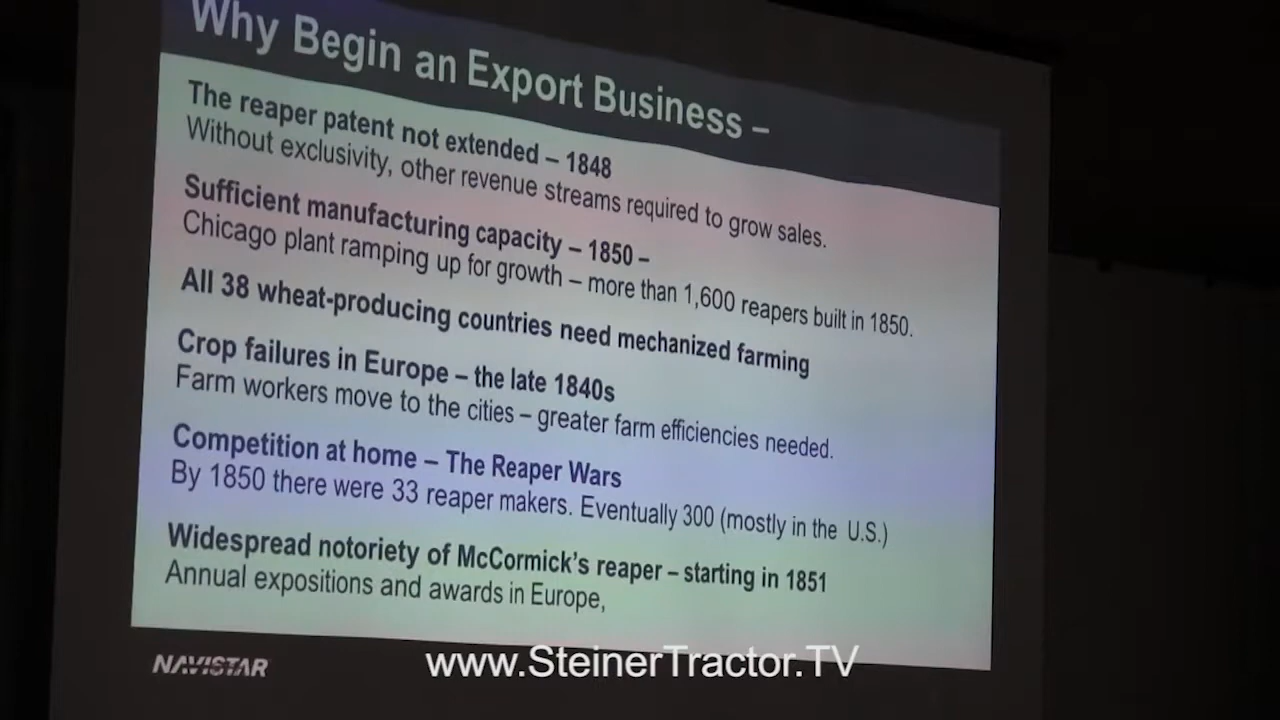 Why Begin an Export Business –
The reaper patent not extended – 1848
Without exclusivity, other revenue streams required to grow sales.
Sufficient manufacturing capacity – 1850 –
Chicago plant ramping up for growth – more than 1,600 reapers built in 1850.
All 38 wheat-producing countries need mechanized farming
Crop failures in Europe – the late 1840s
Farm workers move to the cities – greater farm efficiencies needed.
Competition at home – The Reaper Wars
By 1850 there were 33 reaper makers. Eventually 300 (mostly in the U.S.)
Widespread notoriety of McCormick's reaper – starting in 1851
Annual expositions and awards in Europe,
NAVISTAR
www.SteinerTractor.TV